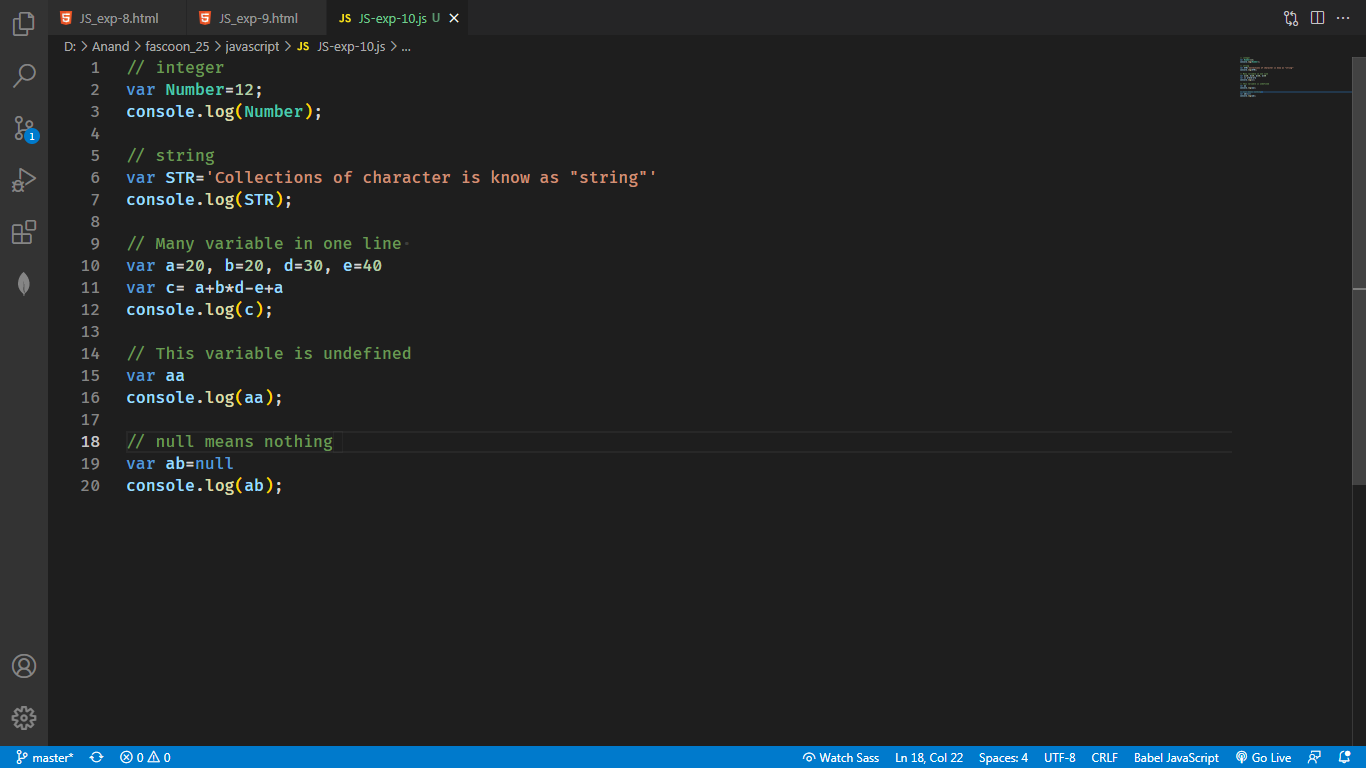 JS_exp-8.html JS_exp-9.html JS JS-exp-10.js U
D: > Anand > fascoon_25 > javascript > JS JS-exp-10.js > ...
1 // integer
2 var Number=12;
3 console.log(Number);
4
5 // string
6 var STR='Collections of character is know as "string"'
7 console.log(STR);
8
9 // Many variable in one line
10 var a=20, b=20, d=30, e=40
11 var c= a+b*d-e+a
12 console.log(c);
13
14 // This variable is undefined
15 var aa
16 console.log(aa);
17
18 // null means nothing
19 var ab=null
20 console.log(ab);
1
master* 0 0 Watch Sass Ln 18, Col 22 Spaces: 4 UTF-8 CRLF Babel JavaScript Go Live